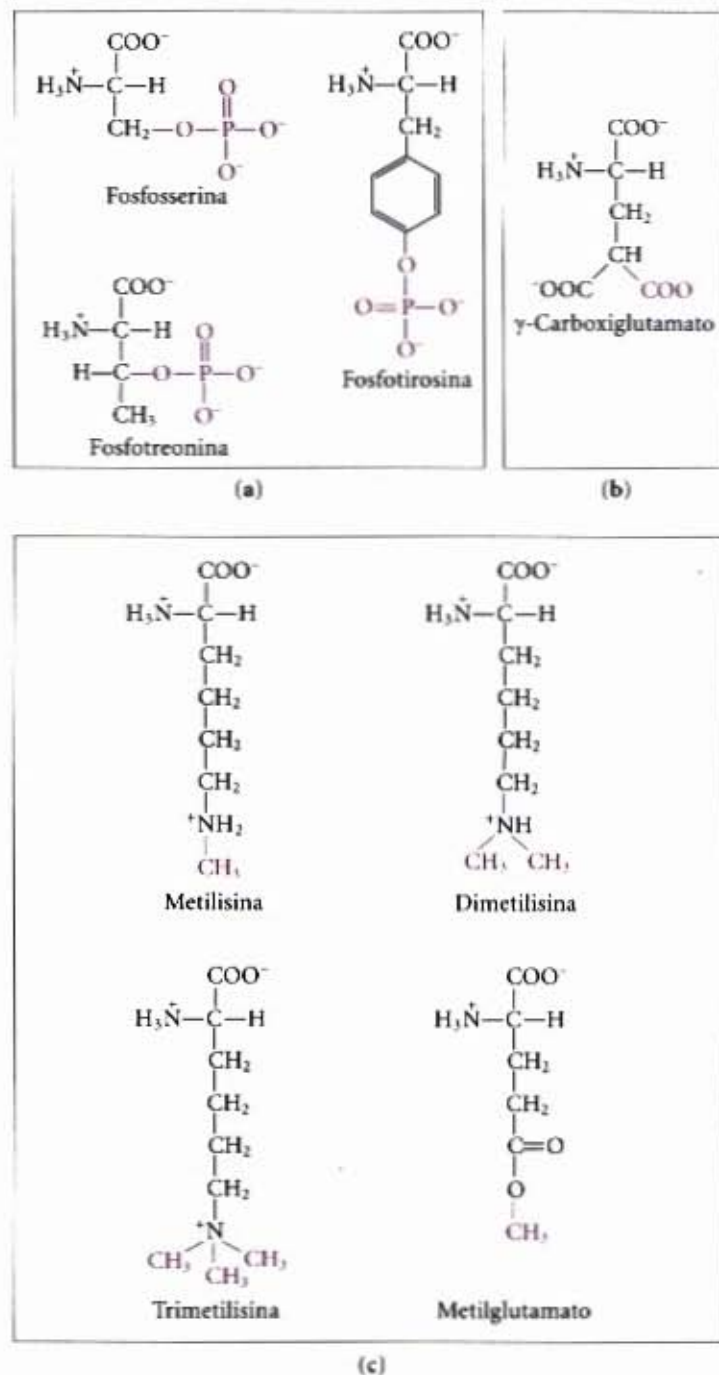 COO⁻
H₃N⁺—C—H
CH₂—O—P—O⁻
O
O⁻
Fosfosserina
COO⁻
H₃N⁺—C—H
O
H—C—O—P—O⁻
CH₃ O⁻
Fosfotreonina
COO⁻
H₃N⁺—C—H
CH₂
O
O=P—O⁻
O⁻
Fosfotirosina
(a)
COO⁻
H₃N⁺—C—H
CH₂
CH
⁻OOC COO
γ-Carboxiglutamato
(b)
COO⁻
H₃N⁺—C—H
CH₂
CH₂
CH₂
CH₂
⁺NH₂
CH₃
Metilisina
COO⁻
H₃N⁺—C—H
CH₂
CH₂
CH₂
CH₂
⁺NH
CH₃ CH₃
Dimetilisina
COO⁻
H₃N⁺—C—H
CH₂
CH₂
CH₂
CH₂
⁺N
CH₃ CH₃ CH₃
Trimetilisina
COO⁻
H₃N⁺—C—H
CH₂
CH₂
C=O
O
CH₃
Metilglutamato
(c)